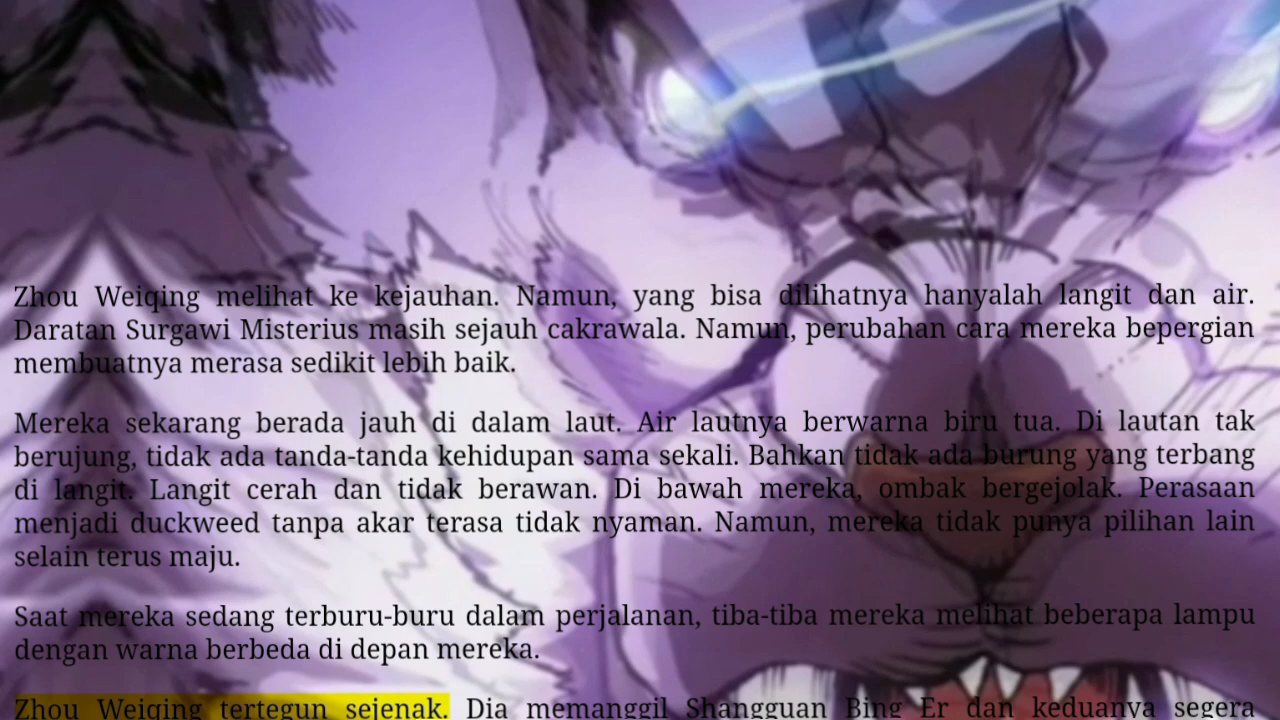 Zhou Weiqing melihat ke kejauhan. Namun, yang bisa dilihatnya hanyalah langit dan air.
Daratan Surgawi Misterius masih sejauh cakrawala. Namun, perubahan cara mereka bepergian
membuatnya merasa sedikit lebih baik.
Mereka sekarang berada jauh di dalam laut. Air lautnya berwarna biru tua. Di lautan tak
berujung, tidak ada tanda-tanda kehidupan sama sekali. Bahkan tidak ada burung yang terbang
di langit. Langit cerah dan tidak berawan. Di bawah mereka, ombak bergejolak. Perasaan
menjadi duckweed tanpa akar terasa tidak nyaman. Namun, mereka tidak punya pilihan lain
selain terus maju.
Saat mereka sedang terburu-buru dalam perjalanan, tiba-tiba mereka melihat beberapa lampu
dengan warna berbeda di depan mereka.
Zhou Weiqing tertegun sejenak. Dia memanggil Shangguan Bing Er dan keduanya segera